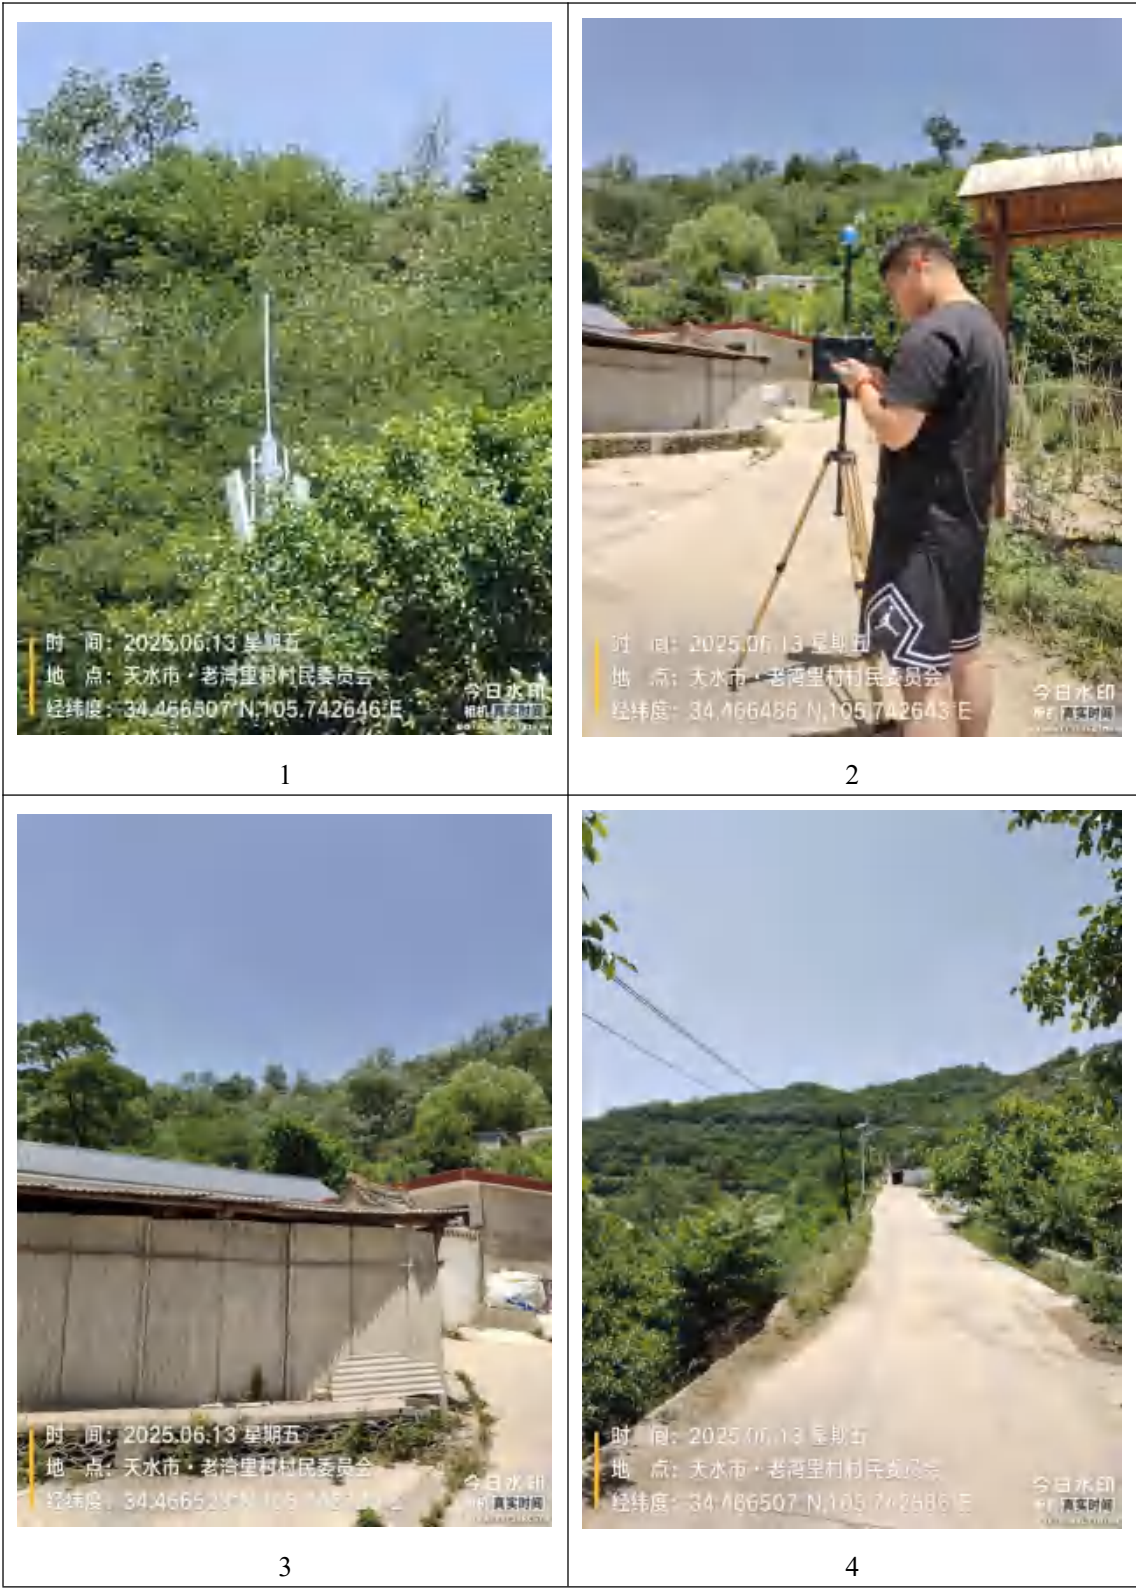 时 间：2025.06.13 星期五
地 点：天水市·老湾里村村民委员会
经纬度：34.466507°N,105.742646°E
今日水印
相机 真实时间
1
时 间：2025.06.13 星期五
地 点：天水市·老湾里村村民委员会
经纬度：34.466486°N,105.742643°E
今日水印
相机 真实时间
2
时 间：2025.06.13 星期五
地 点：天水市·老湾里村村民委员会
经纬度：
今日水印
相机 真实时间
3
时 间：2025.06.13 星期五
地 点：天水市·老湾里村村民委员会
经纬度：34.466507°N,
今日水印
相机 真实时间
4